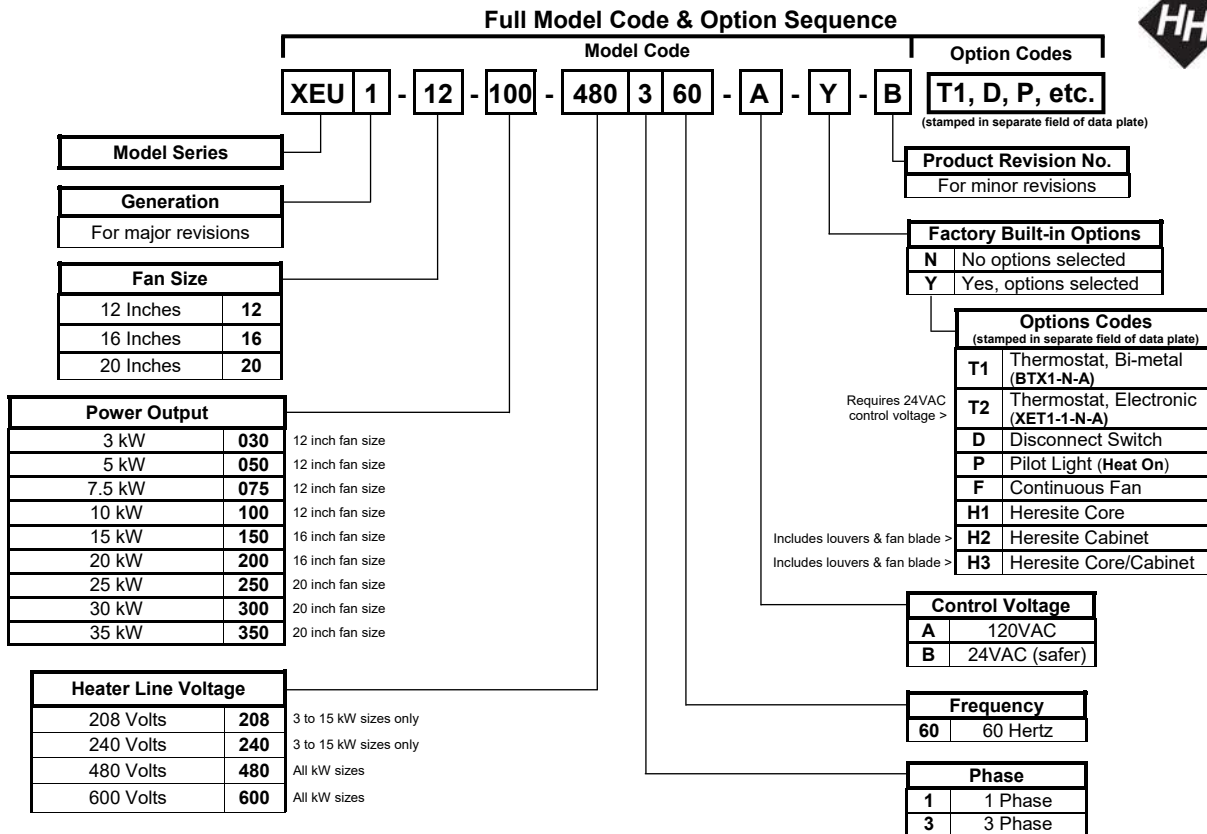 Full Model Code & Option Sequence
HH
Model Code
Option Codes
XEU 1 - 12 - 100 - 480 3 60 - A - Y - B T1, D, P, etc.
(stamped in separate field of data plate)
Model Series
Generation
For major revisions
Fan Size
12 Inches 12
16 Inches 16
20 Inches 20
Power Output
3 kW 030 12 inch fan size
5 kW 050 12 inch fan size
7.5 kW 075 12 inch fan size
10 kW 100 12 inch fan size
15 kW 150 16 inch fan size
20 kW 200 16 inch fan size
25 kW 250 20 inch fan size
30 kW 300 20 inch fan size
35 kW 350 20 inch fan size
Heater Line Voltage
208 Volts 208 3 to 15 kW sizes only
240 Volts 240 3 to 15 kW sizes only
480 Volts 480 All kW sizes
600 Volts 600 All kW sizes
Product Revision No.
For minor revisions
Factory Built-in Options
N No options selected
Y Yes, options selected
Options Codes
(stamped in separate field of data plate)
T1 Thermostat, Bi-metal
(BTX1-N-A)
Requires 24VAC
control voltage >
T2 Thermostat, Electronic
(XET1-1-N-A)
D Disconnect Switch
P Pilot Light (Heat On)
F Continuous Fan
H1 Heresite Core
Includes louvers & fan blade > H2 Heresite Cabinet
Includes louvers & fan blade > H3 Heresite Core/Cabinet
Control Voltage
A 120VAC
B 24VAC (safer)
Frequency
60 60 Hertz
Phase
1 1 Phase
3 3 Phase